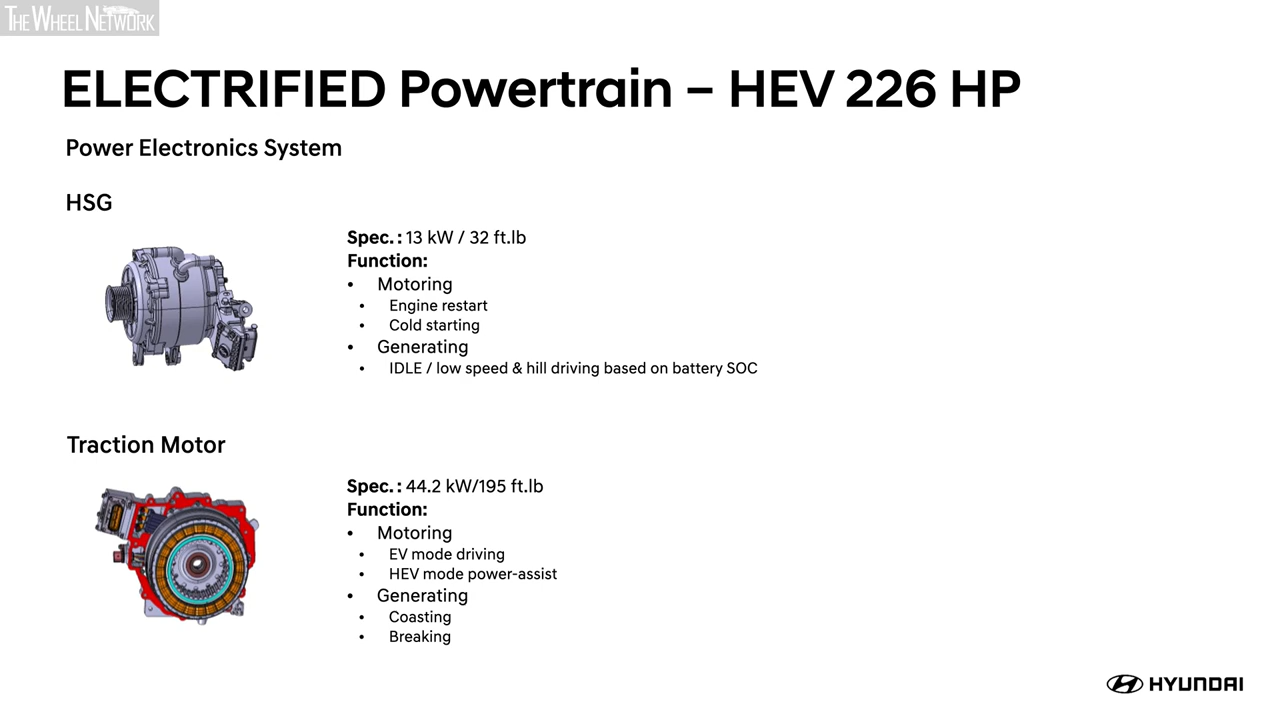 THE WHEEL NETWORK
ELECTRIFIED Powertrain – HEV 226 HP
Power Electronics System
HSG
Spec. : 13 kW / 32 ft.lb
Function:
• Motoring
• Engine restart
• Cold starting
• Generating
• IDLE / low speed & hill driving based on battery SOC
Traction Motor
Spec. : 44.2 kW/195 ft.lb
Function:
• Motoring
• EV mode driving
• HEV mode power-assist
• Generating
• Coasting
• Breaking
HYUNDAI